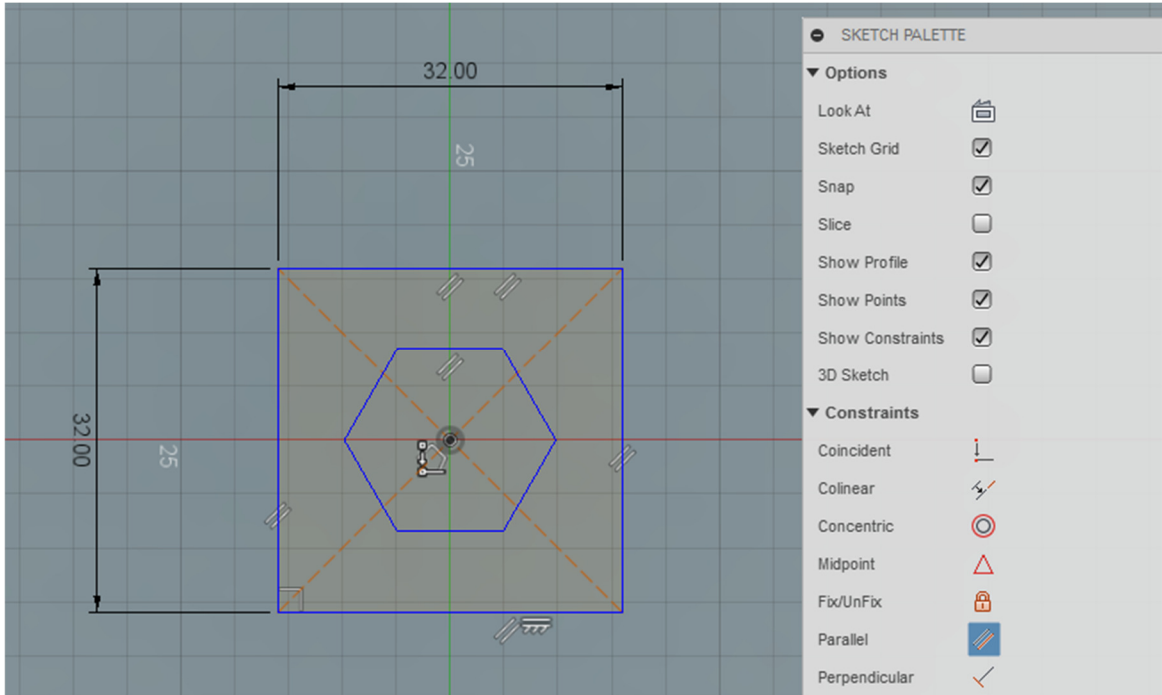 SKETCH PALETTE
Options
Look At
Sketch Grid
Snap
Slice
Show Profile
Show Points
Show Constraints
3D Sketch
Constraints
Coincident
Colinear
Concentric
Midpoint
Fix/UnFix
Parallel
Perpendicular
32.00
25
32.00
25